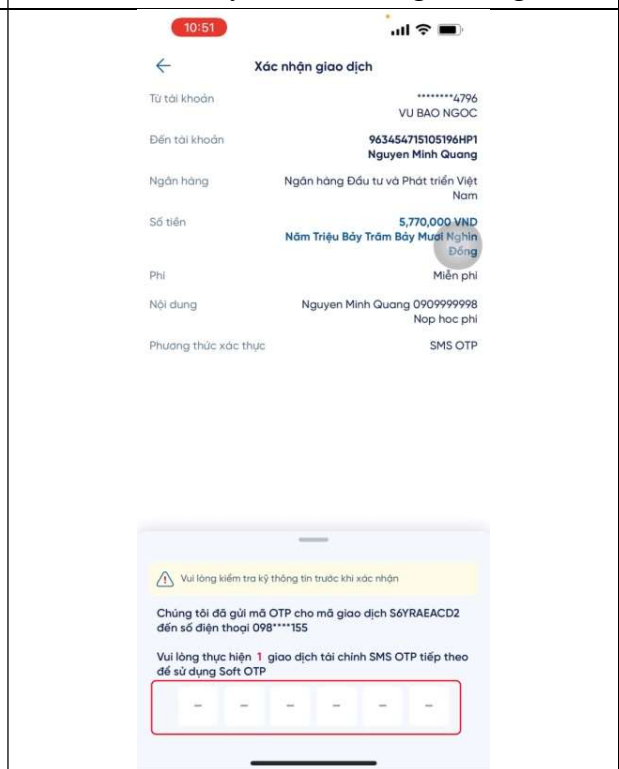 10:51
Xác nhận giao dịch
Từ tài khoản
********4796
VU BAO NGOC
Đến tài khoản
963454715105196HP1
Nguyen Minh Quang
Ngân hàng
Ngân hàng Đầu tư và Phát triển Việt
Nam
Số tiền
5,770,000 VND
Năm Triệu Bảy Trăm Bảy Mươi Nghìn
Đồng
Phí
Miễn phí
Nội dung
Nguyen Minh Quang 0909999998
Nop hoc phi
Phương thức xác thực
SMS OTP
Vui lòng kiểm tra kỹ thông tin trước khi xác nhận
Chúng tôi đã gửi mã OTP cho mã giao dịch S6YRAEACD2
đến số điện thoại 098****155
Vui lòng thực hiện 1 giao dịch tài chính SMS OTP tiếp theo
để sử dụng Soft OTP
– – – – – –